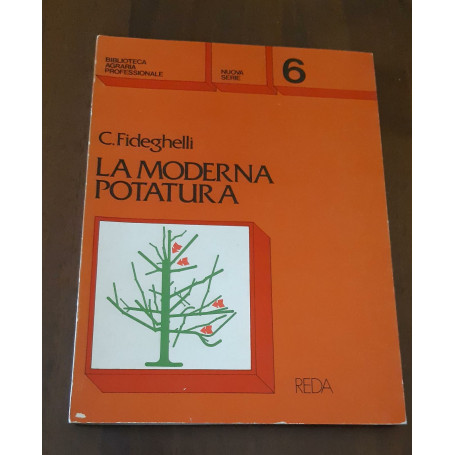 BIBLIOTECA
AGRARIA
PROFESSIONALE
NUOVA
SERIE
6
C. Fideghelli
LA MODERNA
POTATURA
REDA